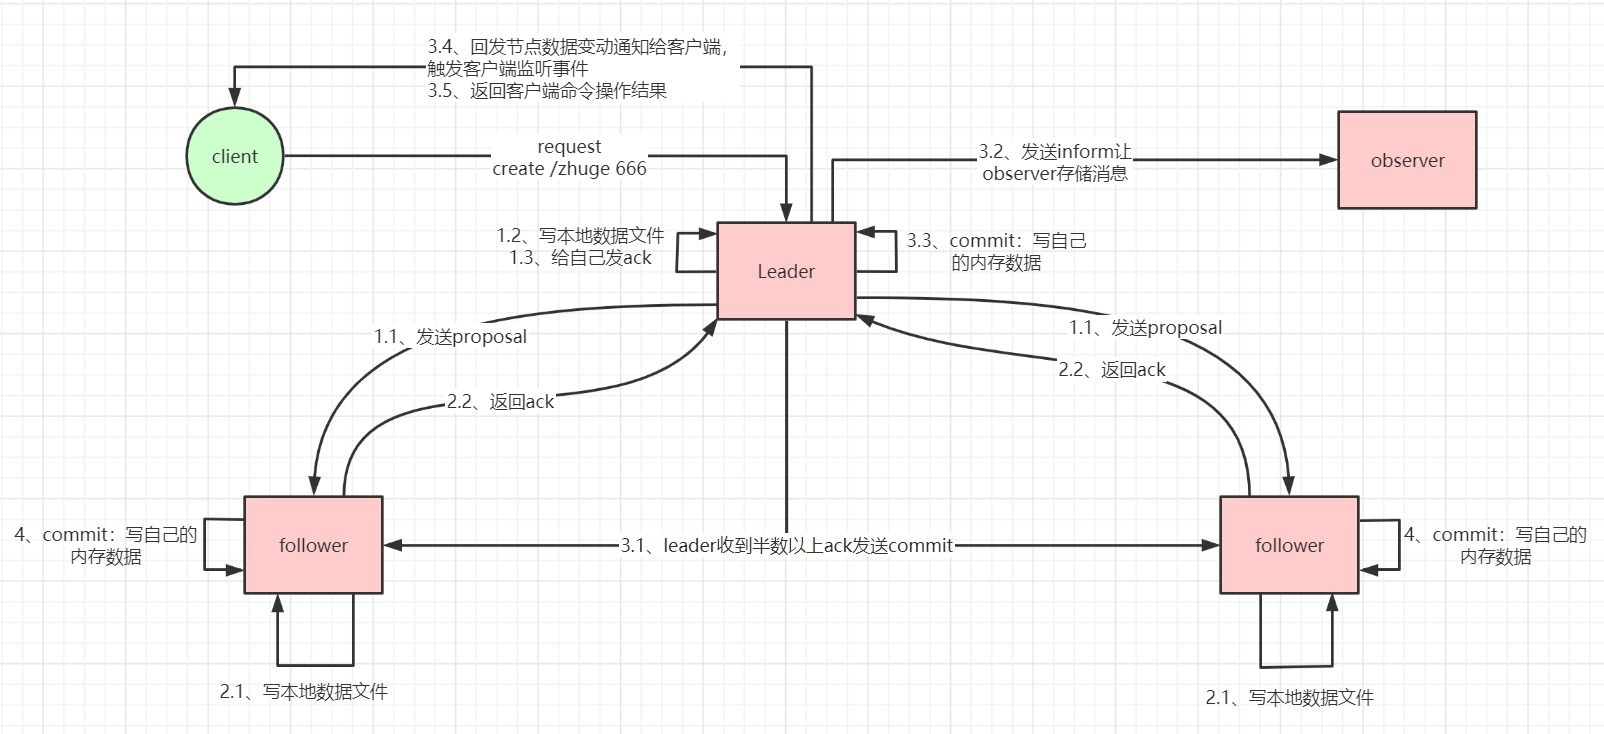 3.4、回发节点数据变动通知给客户端，
触发客户端监听事件
3.5、返回客户端命令操作结果
client
request
create /zhuge 666
3.2、发送inform让
observer存储消息
observer
1.2、写本地数据文件
1.3、给自己发ack
Leader
3.3、commit：写自己
的内存数据
1.1、发送proposal
1.1、发送proposal
2.2、返回ack
2.2、返回ack
4、commit：写自己的
内存数据
follower
3.1、leader收到半数以上ack发送commit
follower
4、commit：写自己的
内存数据
2.1、写本地数据文件
2.1、写本地数据文件